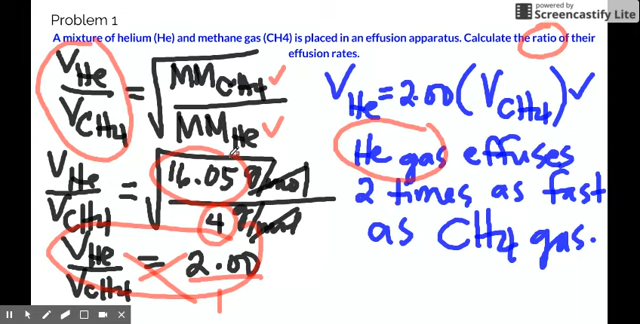 powered by
Screencastify Lite
Problem 1
A mixture of helium (He) and methane gas (CH4) is placed in an effusion apparatus. Calculate the ratio of their
effusion rates.
VHe/VCH4 = √MMCH4/MMHe
VHe/VCH4 = √16.05 g/mol/4 g/mol
VHe/VCH4 = 2.00/1
VHe = 2.00 (VCH4) ✓
He gas effuses
2 times as fast
as CH4 gas.